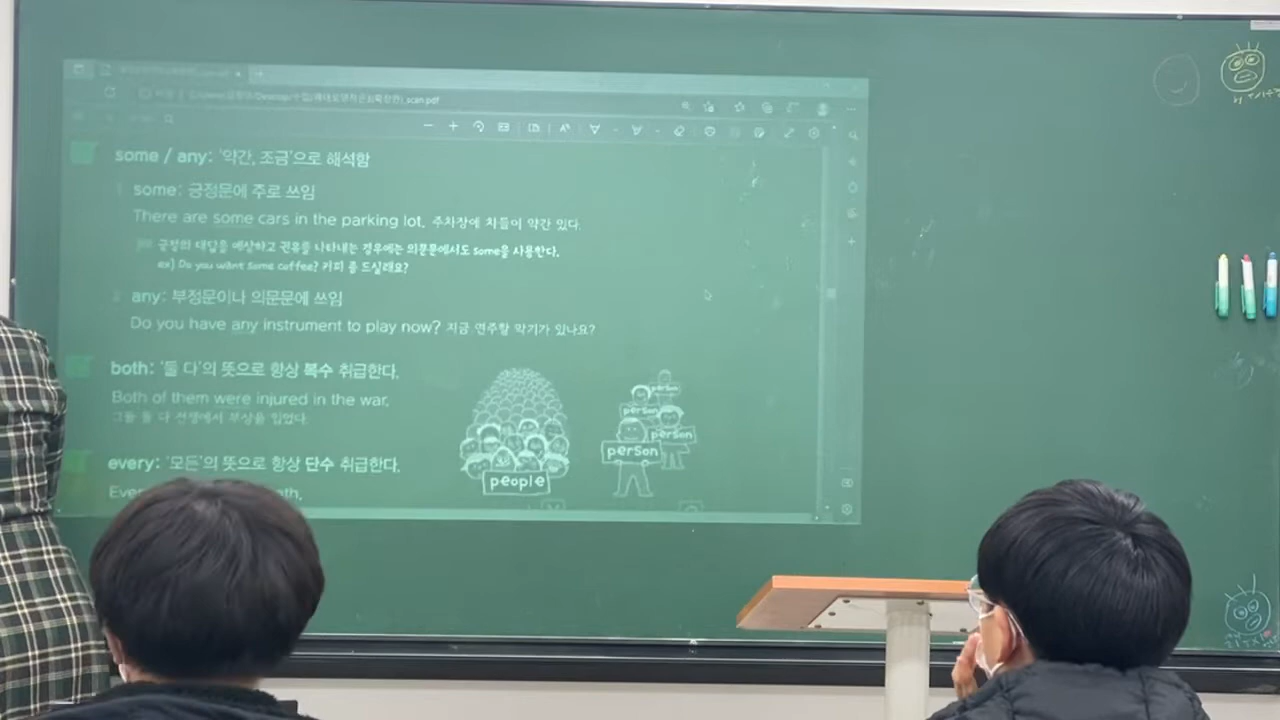 scan.pdf
some / any: '약간, 조금'으로 해석함
some: 긍정문에 주로 쓰임
There are some cars in the parking lot. 주차장에 차들이 약간 있다.
긍정의 대답을 예상하고 권유를 나타내는 경우에는 의문문에서도 some을 사용한다.
ex) Do you want some coffee? 커피 좀 드실래요?
any: 부정문이나 의문문에 쓰임
Do you have any instrument to play now? 지금 연주할 악기가 있나요?
both: '둘 다'의 뜻으로 항상 복수 취급한다.
Both of them were injured in the war.
그들 둘 다 전쟁에서 부상을 입었다.
every: '모든'의 뜻으로 항상 단수 취급한다.
people
person
person
person
person